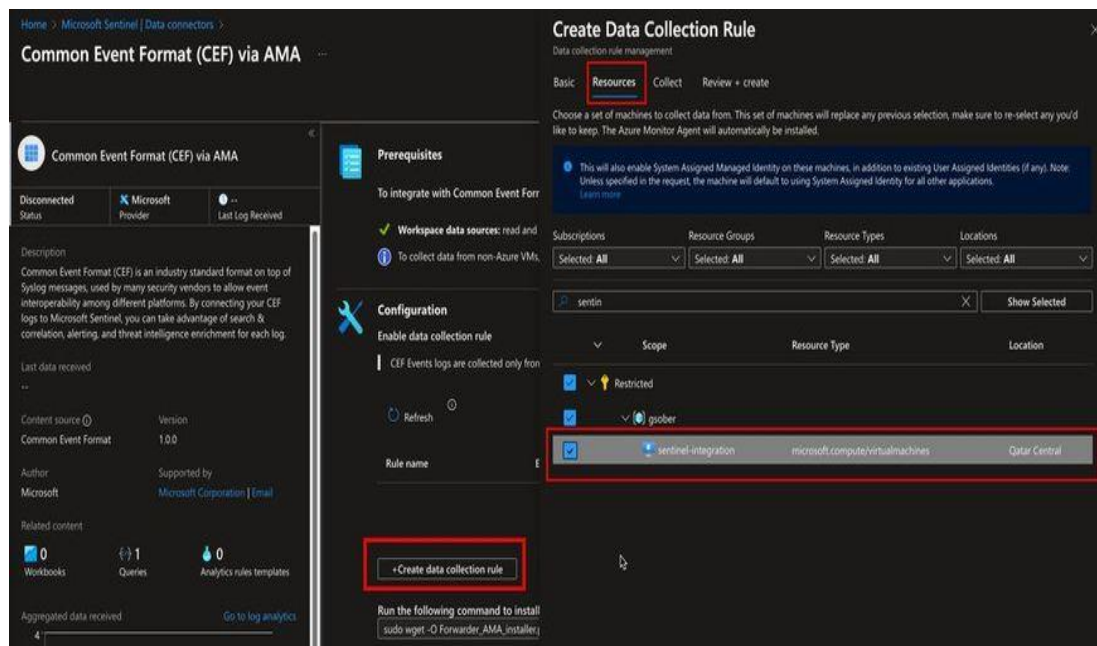 Home > Microsoft Sentinel | Data connectors >
Common Event Format (CEF) via AMA ...
Common Event Format (CEF) via AMA
Disconnected
Status
Microsoft
Provider
--
Last Log Received
Description
Common Event Format (CEF) is an industry standard format on top of
Syslog messages, used by many security vendors to allow event
interoperability among different platforms. By connecting your CEF
logs to Microsoft Sentinel, you can take advantage of search &
correlation, alerting, and threat intelligence enrichment for each log.
Last data received
--
Content source
Version
Common Event Format
1.0.0
Author
Supported by
Microsoft
Microsoft Corporation | Email
Related content
0
Workbooks
1
Queries
0
Analytics rules templates
Aggregated data received
Go to log analytics
4
Prerequisites
To integrate with Common Event Forr
Workspace data sources: read and
To collect data from non-Azure VMs,
Configuration
Enable data collection rule
CEF Events logs are collected only fron
Refresh
Rule name
+Create data collection rule
Run the following command to install
sudo wget -O Forwarder_AMA_installer.
Create Data Collection Rule
Data collection rule management
Basic
Resources
Collect
Review + create
Choose a set of machines to collect data from. This set of machines will replace any previous selection, make sure to re-select any you'd
like to keep. The Azure Monitor Agent will automatically be installed.
This will also enable System Assigned Managed Identity on these machines, in addition to existing User Assigned Identities (if any). Note:
Unless specified in the request, the machine will default to using System Assigned Identity for all other applications.
Learn more
Subscriptions
Resource Groups
Resource Types
Locations
Selected: All
Selected: All
Selected: All
Selected: All
sentin
Show Selected
Scope
Resource Type
Location
Restricted
gsober
sentinel-integration
microsoft.compute/virtualmachines
Qatar Central